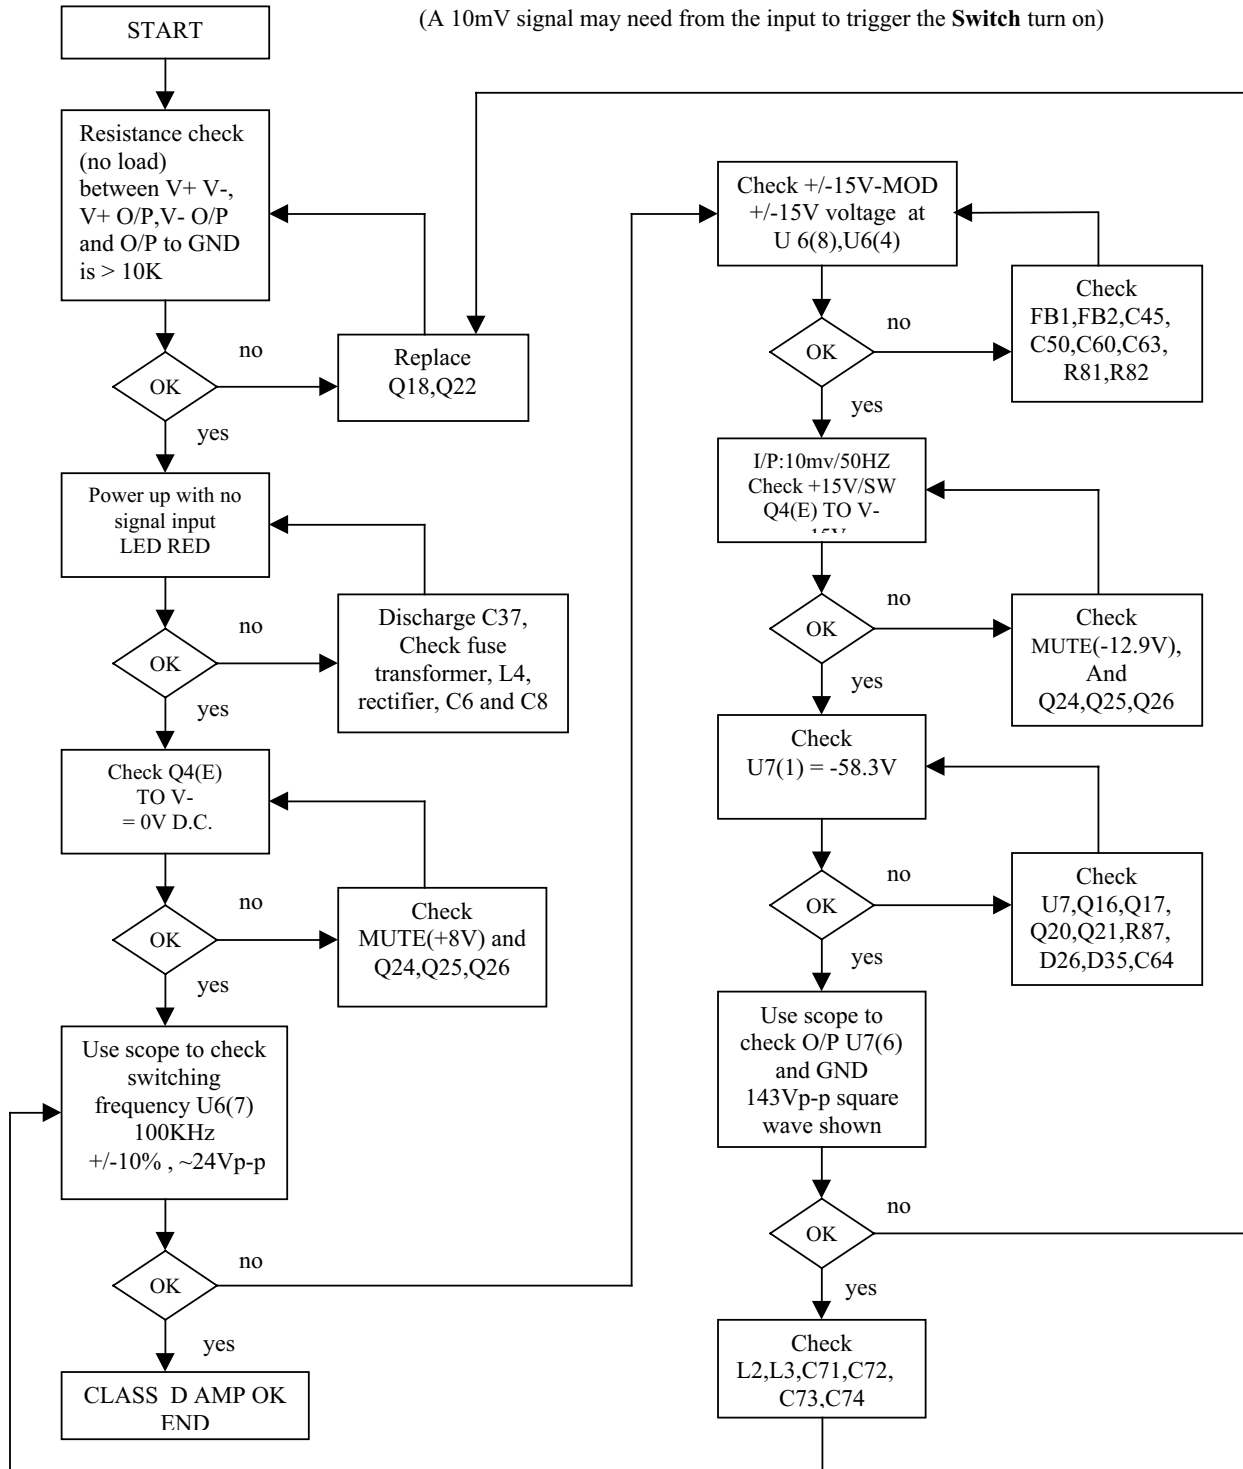 (A 10mV signal may need from the input to trigger the Switch turn on)
START
Resistance check
(no load)
between V+ V-,
V+ O/P,V- O/P
and O/P to GND
is > 10K
OK
no
yes
Replace
Q18,Q22
Power up with no
signal input
LED RED
OK
no
yes
Discharge C37,
Check fuse
transformer, L4,
rectifier, C6 and C8
Check Q4(E)
TO V-
= 0V D.C.
OK
no
yes
Check
MUTE(+8V) and
Q24,Q25,Q26
Use scope to check
switching
frequency U6(7)
100KHz
+/-10% , ~24Vp-p
OK
no
yes
CLASS D AMP OK
END
Check +/-15V-MOD
+/-15V voltage at
U 6(8),U6(4)
OK
no
yes
Check
FB1,FB2,C45,
C50,C60,C63,
R81,R82
I/P:10mv/50HZ
Check +15V/SW
Q4(E) TO V-
OK
no
yes
Check
MUTE(-12.9V),
And
Q24,Q25,Q26
Check
U7(1) = -58.3V
OK
no
yes
Check
U7,Q16,Q17,
Q20,Q21,R87,
D26,D35,C64
Use scope to
check O/P U7(6)
and GND
143Vp-p square
wave shown
OK
no
yes
Check
L2,L3,C71,C72,
C73,C74